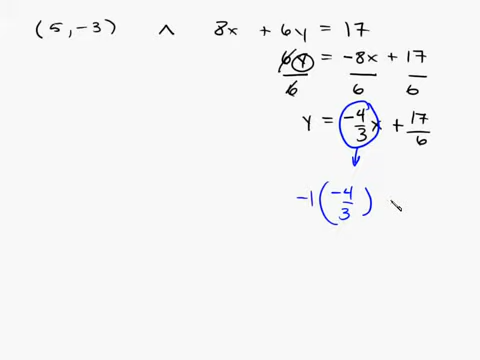 (5, -3) ∧ 8x + 6y = 17
6y/6 = -8x/6 + 17/6
y = -4/3 x + 17/6
-1(-4/3)